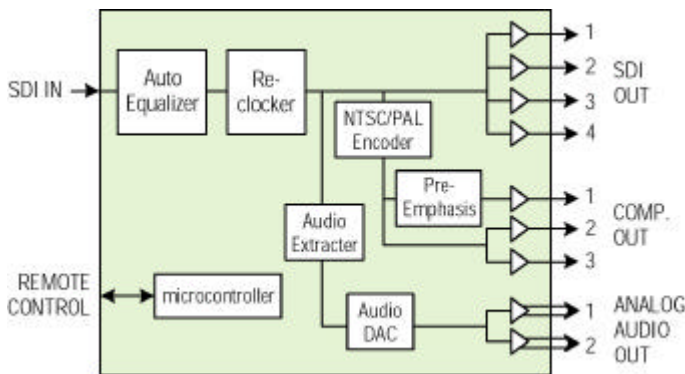 SDI IN
Auto
Equalizer
Re-
clocker
NTSC/PAL
Encoder
Pre-
Emphasis
Audio
Extracter
Audio
DAC
REMOTE
CONTROL
microcontroller
1
2
3
4
SDI
OUT
1
2
3
COMP.
OUT
1
2
ANALOG
AUDIO
OUT